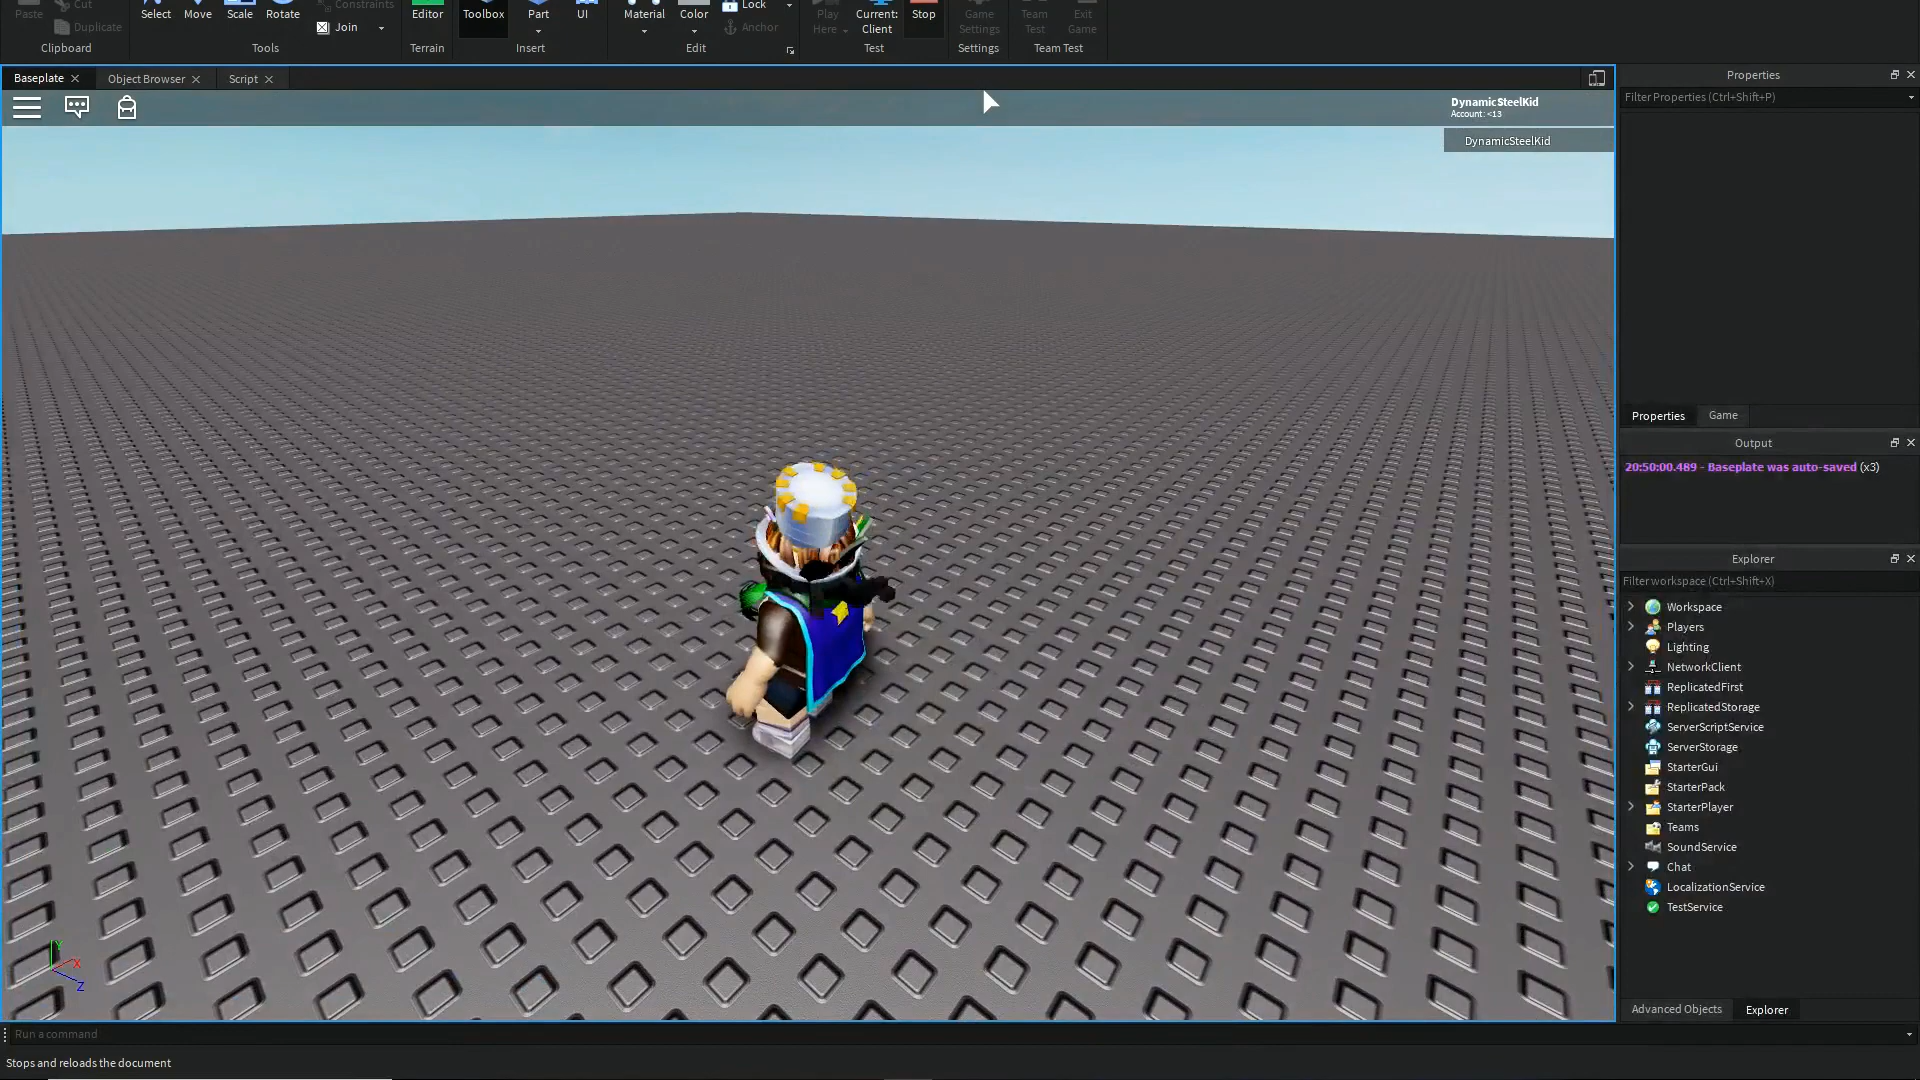 Paste
Cut
Duplicate
Clipboard
Select
Move
Scale
Rotate
Constraints
Join
Tools
Editor
Terrain
Toolbox
Part
UI
Insert
Material
Color
Lock
Anchor
Edit
Play
Here
Current:
Client
Stop
Test
Game
Settings
Settings
Team
Test
Exit
Game
Team Test
Baseplate
Object Browser
Script
DynamicSteelKid
Account: <13
DynamicSteelKid
Properties
Filter Properties (Ctrl+Shift+P)
Properties
Game
Output
20:50:00.489 - Baseplate was auto-saved (x3)
Explorer
Filter workspace (Ctrl+Shift+X)
Workspace
Players
Lighting
NetworkClient
ReplicatedFirst
ReplicatedStorage
ServerScriptService
ServerStorage
StarterGui
StarterPack
StarterPlayer
Teams
SoundService
Chat
LocalizationService
TestService
Advanced Objects
Explorer
Y
X
Z
Run a command
Stops and reloads the document